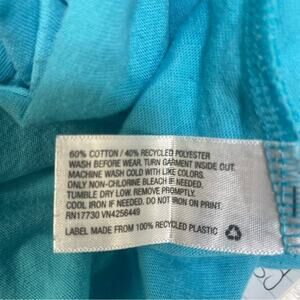 60% COTTON / 40% RECYCLED POLYESTER
WASH BEFORE WEAR. TURN GARMENT INSIDE OUT.
MACHINE WASH COLD WITH LIKE COLORS.
ONLY NON-CHLORINE BLEACH IF NEEDED.
TUMBLE DRY LOW. REMOVE PROMPTLY.
COOL IRON IF NEEDED. DO NOT IRON ON PRINT.
RN17730 VN4256449
LABEL MADE FROM 100% RECYCLED PLASTIC